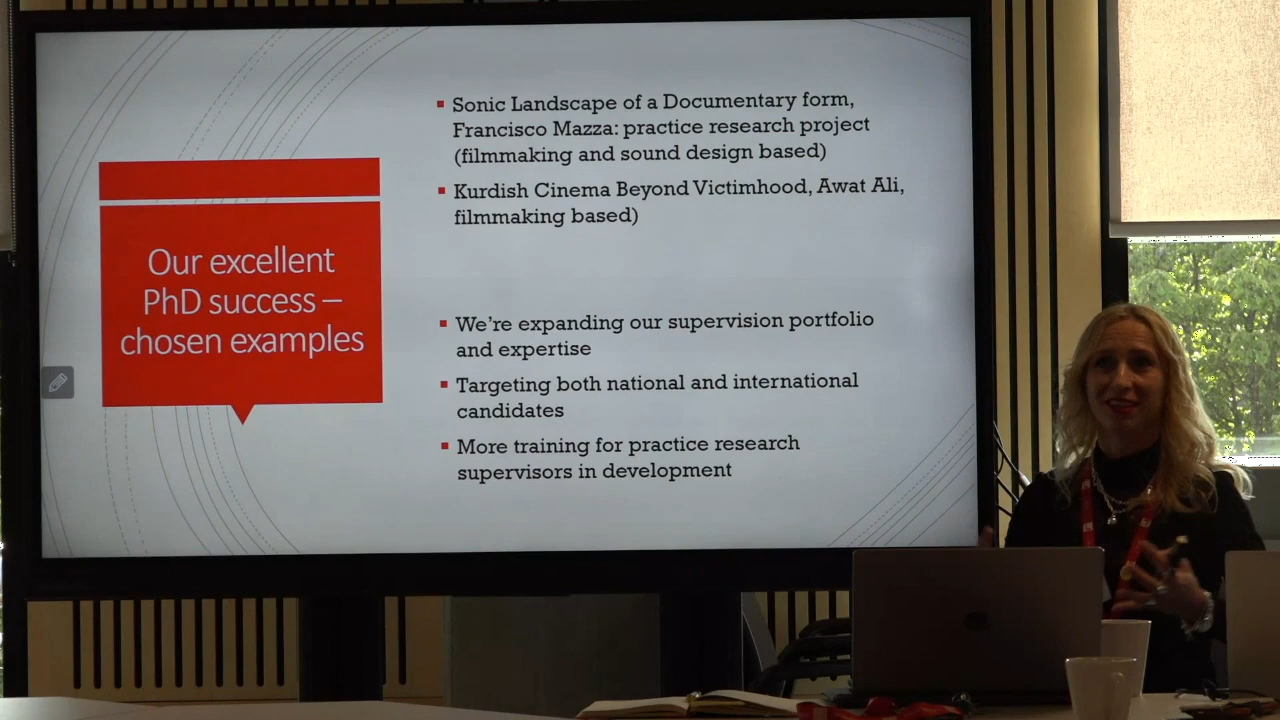 Our excellent
PhD success –
chosen examples
Sonic Landscape of a Documentary form,
Francisco Mazza: practice research project
(filmmaking and sound design based)
Kurdish Cinema Beyond Victimhood, Awat Ali,
filmmaking based)
We're expanding our supervision portfolio
and expertise
Targeting both national and international
candidates
More training for practice research
supervisors in development